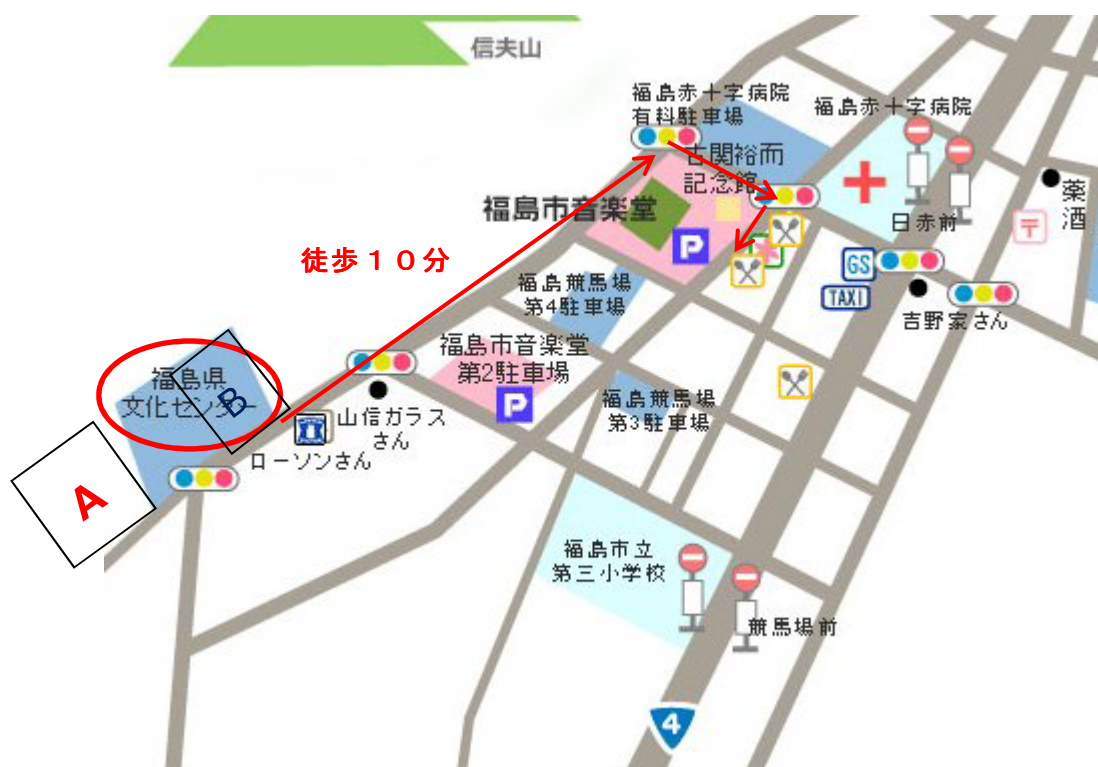 信夫山
福島赤十字病院
有料駐車場
福島赤十字病院
古関裕而
記念館
薬
酒
〒
福島市音楽堂
P
日赤前
徒歩１０分
GS
福島競馬場
第4駐車場
TAXI
吉野家さん
福島市音楽堂
第2駐車場
P
福島県
文化センター
B
福島競馬場
第3駐車場
山信ガラス
さん
ローソンさん
A
福島市立
第三小学校
競馬場前
4